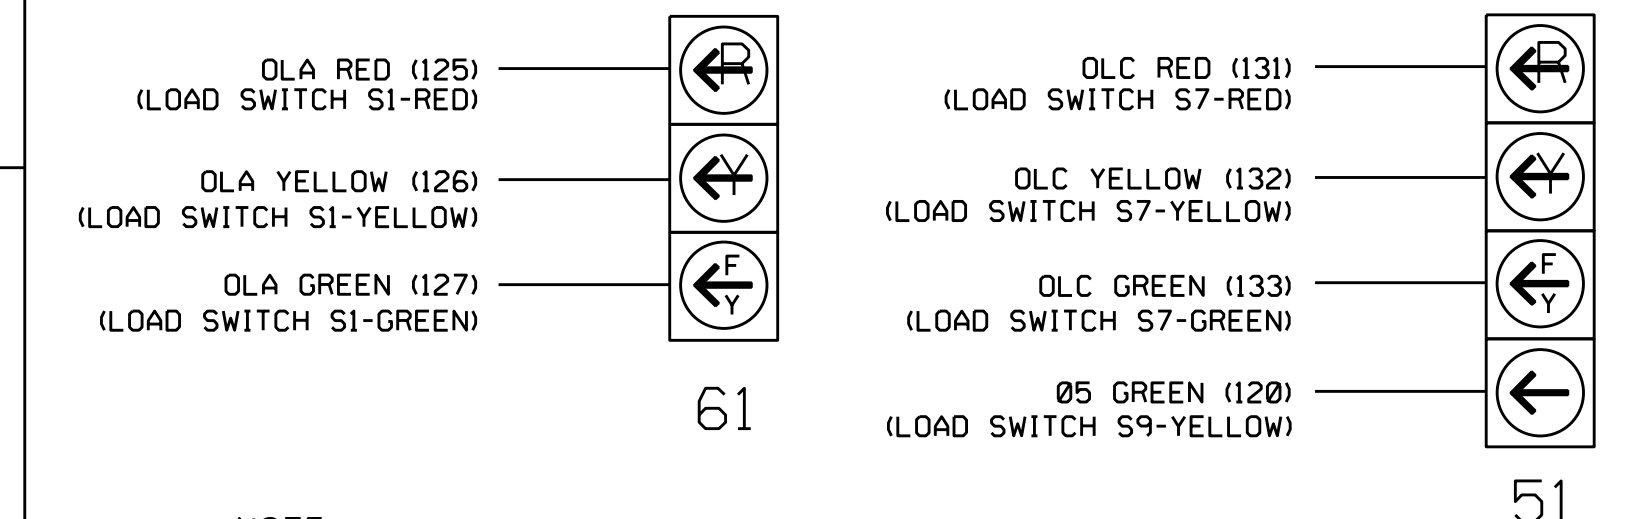 OLA RED (125)
(LOAD SWITCH S1-RED)
R
OLA YELLOW (126)
(LOAD SWITCH S1-YELLOW)
Y
OLA GREEN (127)
(LOAD SWITCH S1-GREEN)
F
Y
61
OLC RED (131)
(LOAD SWITCH S7-RED)
R
OLC YELLOW (132)
(LOAD SWITCH S7-YELLOW)
Y
OLC GREEN (133)
(LOAD SWITCH S7-GREEN)
F
Y
Ø5 GREEN (120)
(LOAD SWITCH S9-YELLOW)
51